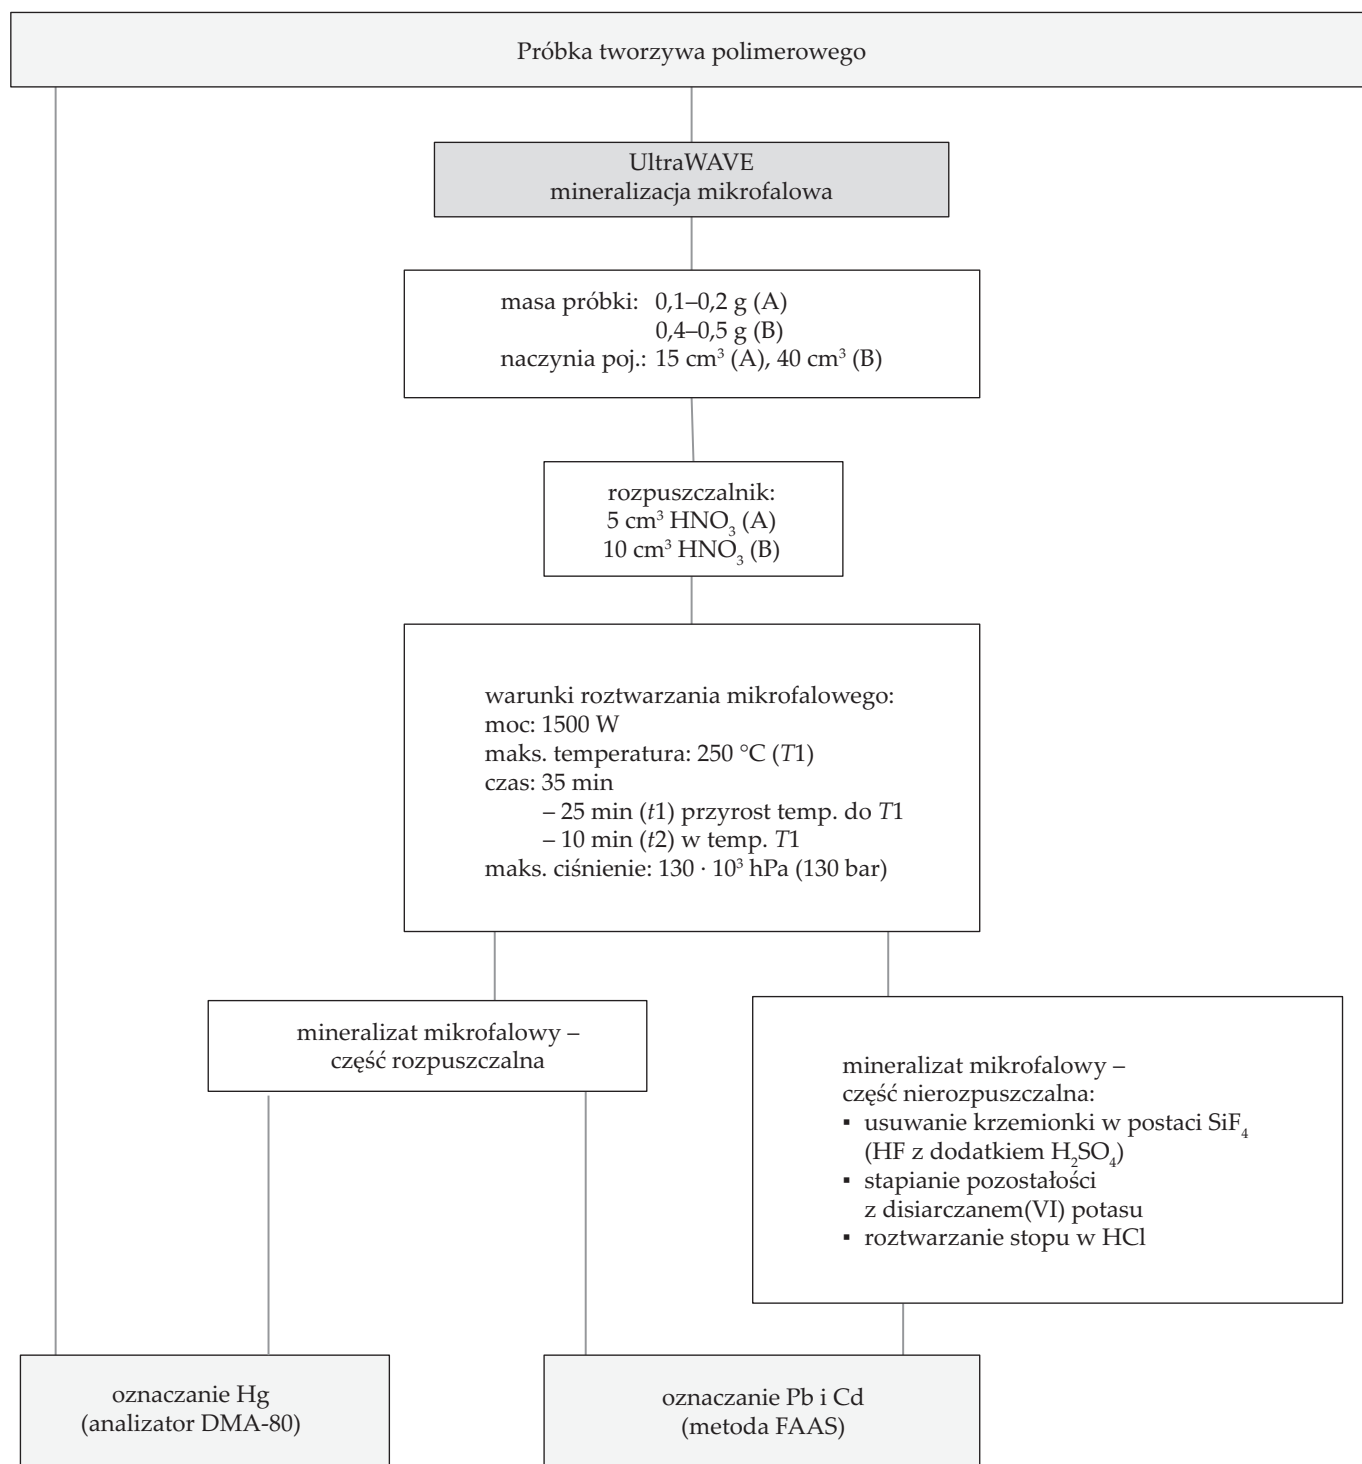 Próbka tworzywa polimerowego
UltraWAVE
mineralizacja mikrofalowa
masa próbki: 0,1–0,2 g (A)
0,4–0,5 g (B)
naczynia poj.: 15 cm³ (A), 40 cm³ (B)
rozpuszczalnik:
5 cm³ HNO₃ (A)
10 cm³ HNO₃ (B)
warunki roztwarzania mikrofalowego:
moc: 1500 W
maks. temperatura: 250 °C (T1)
czas: 35 min
– 25 min (t1) przyrost temp. do T1
– 10 min (t2) w temp. T1
maks. ciśnienie: 130 · 10³ hPa (130 bar)
mineralizat mikrofalowy –
część rozpuszczalna
mineralizat mikrofalowy –
część nierozpuszczalna:
▪ usuwanie krzemionki w postaci SiF₄
(HF z dodatkiem H₂SO₄)
▪ stapianie pozostałości
z disiarczanem(VI) potasu
▪ roztwarzanie stopu w HCl
oznaczanie Hg
(analizator DMA-80)
oznaczanie Pb i Cd
(metoda FAAS)